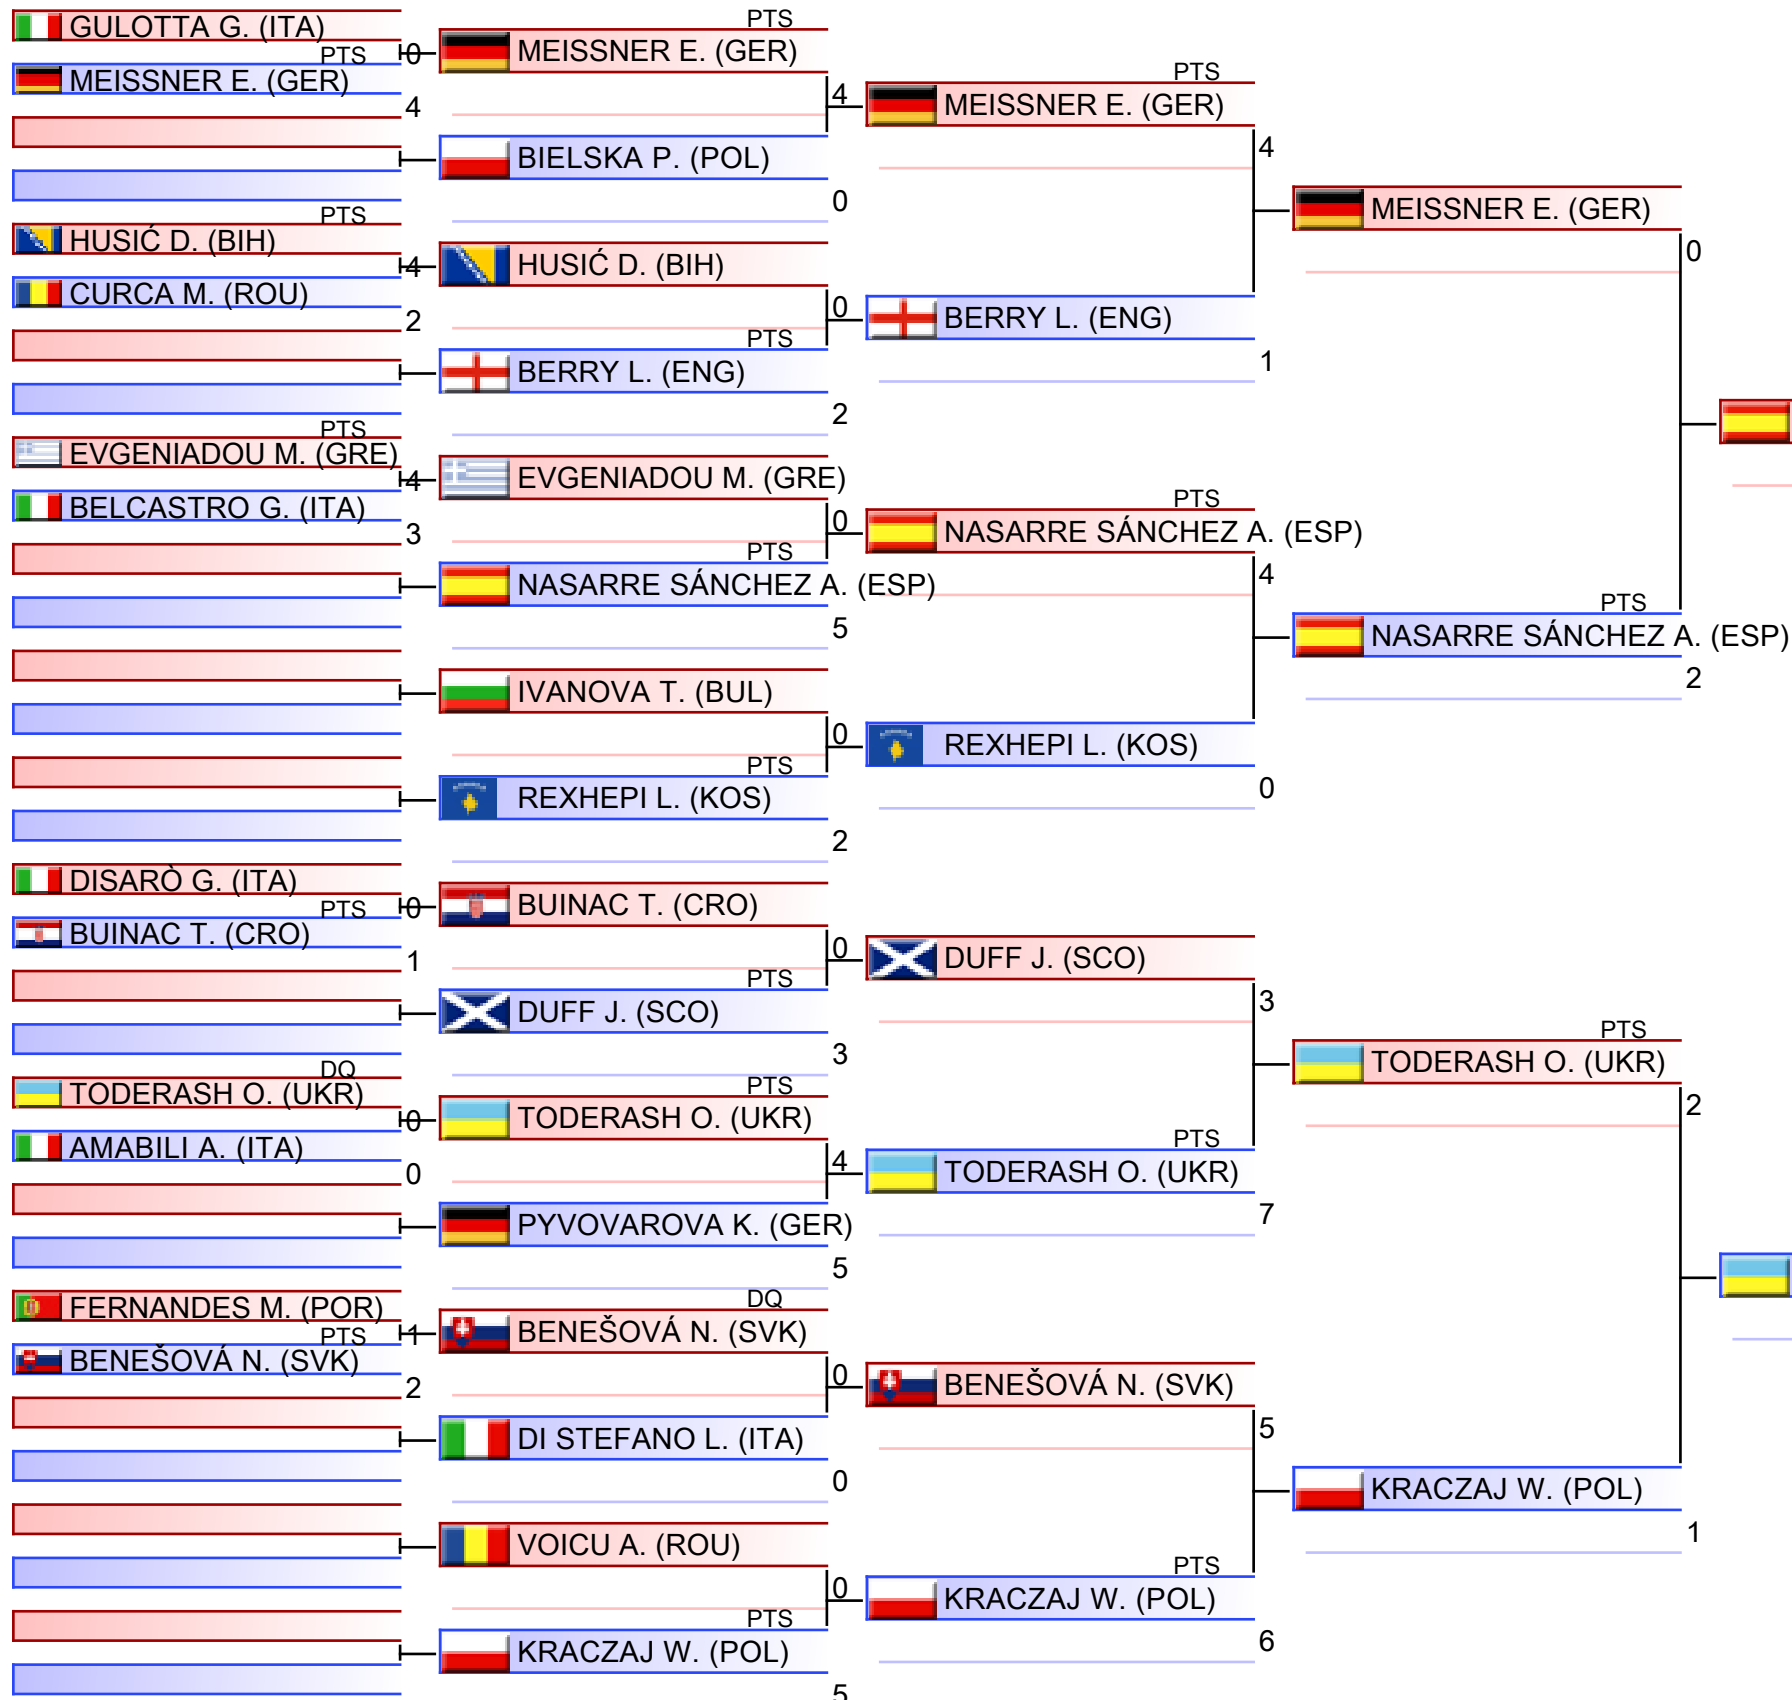 GULOTTA G. (ITA)
PTS
0
MEISSNER E. (GER)
4
PTS
HUSIĆ D. (BIH)
4
CURCA M. (ROU)
2
PTS
EVGENIADOU M. (GRE)
4
BELCASTRO G. (ITA)
3
DISARÒ G. (ITA)
PTS
0
BUINAC T. (CRO)
1
DQ
TODERASH O. (UKR)
0
AMABILI A. (ITA)
0
FERNANDES M. (POR)
PTS
1
BENEŠOVÁ N. (SVK)
2
PTS
MEISSNER E. (GER)
4
BIELSKA P. (POL)
0
HUSIĆ D. (BIH)
0
PTS
BERRY L. (ENG)
2
EVGENIADOU M. (GRE)
0
PTS
NASARRE SÁNCHEZ A. (ESP)
5
IVANOVA T. (BUL)
0
PTS
REXHEPI L. (KOS)
2
BUINAC T. (CRO)
0
PTS
DUFF J. (SCO)
3
PTS
TODERASH O. (UKR)
4
PYVOVAROVA K. (GER)
5
DQ
BENEŠOVÁ N. (SVK)
0
DI STEFANO L. (ITA)
0
VOICU A. (ROU)
0
PTS
KRACZAJ W. (POL)
5
PTS
MEISSNER E. (GER)
4
BERRY L. (ENG)
1
PTS
NASARRE SÁNCHEZ A. (ESP)
4
REXHEPI L. (KOS)
0
DUFF J. (SCO)
3
PTS
TODERASH O. (UKR)
7
BENEŠOVÁ N. (SVK)
5
PTS
KRACZAJ W. (POL)
6
MEISSNER E. (GER)
0
PTS
NASARRE SÁNCHEZ A. (ESP)
2
PTS
TODERASH O. (UKR)
2
KRACZAJ W. (POL)
1